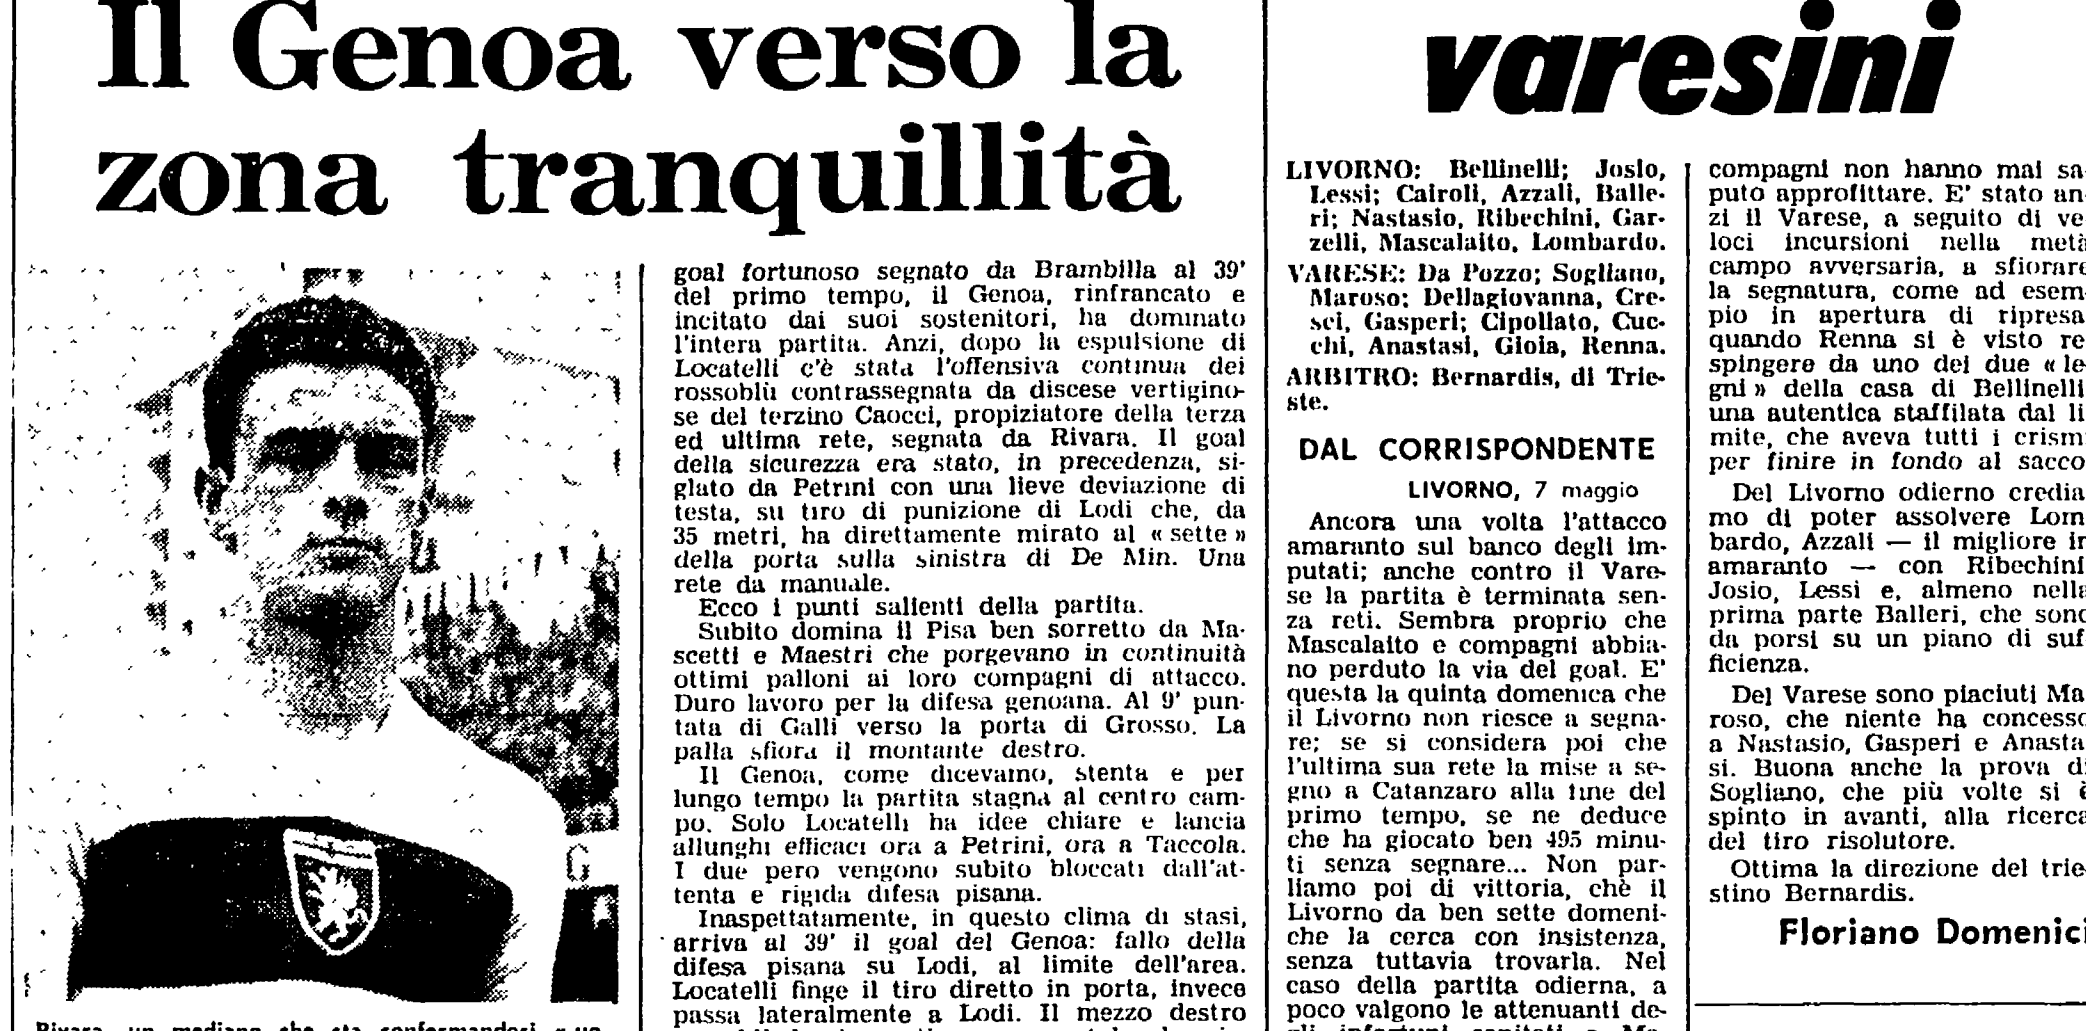 Il Genoa verso la
zona tranquillità
goal fortunoso segnato da Brambilla al 39'
del primo tempo, il Genoa, rinfrancato e
incitato dai suoi sostenitori, ha dominato
l'intera partita. Anzi, dopo la espulsione di
Locatelli c'è stata l'offensiva continua dei
rossoblù contrassegnata da discese vertigino-
se del terzino Caocci, propiziatore della terza
ed ultima rete, segnata da Rivara. Il goal
della sicurezza era stato, in precedenza, si-
glato da Petrini con una lieve deviazione di
testa, su tiro di punizione di Lodi che, da
35 metri, ha direttamente mirato al « sette »
della porta sulla sinistra di De Min. Una
rete da manuale.
Ecco i punti salienti della partita.
Subito domina il Pisa ben sorretto da Ma-
scetti e Maestri che porgevano in continuità
ottimi palloni ai loro compagni di attacco.
Duro lavoro per la difesa genoana. Al 9' pun-
tata di Galli verso la porta di Grosso. La
palla sfiora il montante destro.
Il Genoa, come dicevamo, stenta e per
lungo tempo la partita stagna al centro cam-
po. Solo Locatelli ha idee chiare e lancia
allunghi efficaci ora a Petrini, ora a Taccola.
I due pero vengono subito bloccati dall'at-
tenta e rigida difesa pisana.
Inaspettatamente, in questo clima di stasi,
arriva al 39' il goal del Genoa: fallo della
difesa pisana su Lodi, al limite dell'area.
Locatelli finge il tiro diretto in porta, invece
passa lateralmente a Lodi. Il mezzo destro
Rivara, un mediano che sta confermandosi
G
varesini
LIVORNO: Bellinelli; Josio,
Lessi; Cairoli, Azzali, Balle-
ri; Nastasio, Ribechini, Gar-
zelli, Mascalaito, Lombardo.
VARESE: Da Pozzo; Sogliano,
Maroso; Dellagiovanna, Cre-
sci, Gasperi; Cipollato, Cuc-
chi, Anastasi, Gioia, Renna.
ARBITRO: Bernardis, di Trie-
ste.
DAL CORRISPONDENTE
LIVORNO, 7 maggio
Ancora una volta l'attacco
amaranto sul banco degli im-
putati; anche contro il Vare-
se la partita è terminata sen-
za reti. Sembra proprio che
Mascalaito e compagni abbia-
no perduto la via del goal. E'
questa la quinta domenica che
il Livorno non riesce a segna-
re; se si considera poi che
l'ultima sua rete la mise a se-
gno a Catanzaro alla fine del
primo tempo, se ne deduce
che ha giocato ben 495 minu-
ti senza segnare... Non par-
liamo poi di vittoria, chè il
Livorno da ben sette domeni-
che la cerca con insistenza,
senza tuttavia trovarla. Nel
caso della partita odierna, a
poco valgono le attenuanti de-
gli infortuni capitati a Ma-
compagni non hanno mai sa-
puto approfittare. E' stato an-
zi il Varese, a seguito di ve-
loci incursioni nella metà
campo avversaria, a sfiorare
la segnatura, come ad esem-
pio in apertura di ripresa
quando Renna si è visto re-
spingere da uno dei due « le-
gni » della casa di Bellinelli
una autentica staffilata dal li-
mite, che aveva tutti i crismi
per finire in fondo al sacco
Del Livorno odierno credia-
mo di poter assolvere Lom-
bardo, Azzali — il migliore in
amaranto — con Ribechini
Josio, Lessi e, almeno nella
prima parte Balleri, che sono
da porsi su un piano di suf-
ficienza.
Del Varese sono piaciuti Ma-
roso, che niente ha concesso
a Nastasio, Gasperi e Anasta-
si. Buona anche la prova di
Sogliano, che più volte si è
spinto in avanti, alla ricerca
del tiro risolutore.
Ottima la direzione del trie-
stino Bernardis.
Floriano Domenici